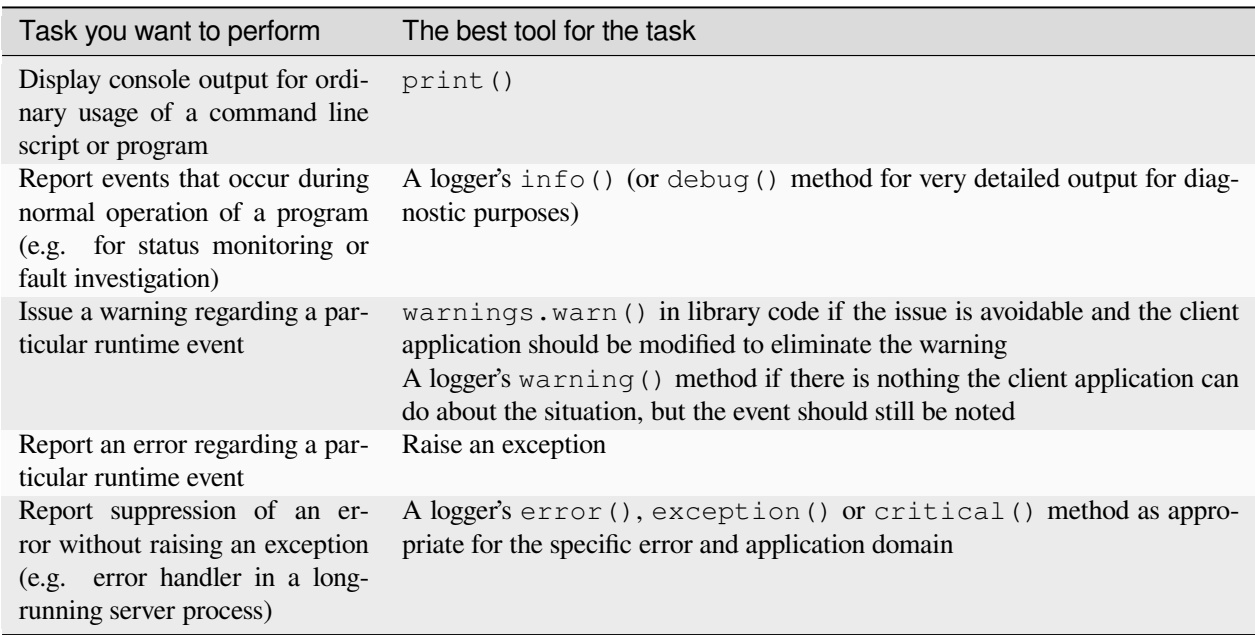 Task you want to perform The best tool for the task
Display console output for ordi-
nary usage of a command line
script or program
print()
Report events that occur during
normal operation of a program
(e.g. for status monitoring or
fault investigation)
A logger's info() (or debug() method for very detailed output for diag-
nostic purposes)
Issue a warning regarding a par-
ticular runtime event
warnings.warn() in library code if the issue is avoidable and the client
application should be modified to eliminate the warning
A logger's warning() method if there is nothing the client application can
do about the situation, but the event should still be noted
Report an error regarding a par-
ticular runtime event
Raise an exception
Report suppression of an er-
ror without raising an exception
(e.g. error handler in a long-
running server process)
A logger's error(), exception() or critical() method as appro-
priate for the specific error and application domain